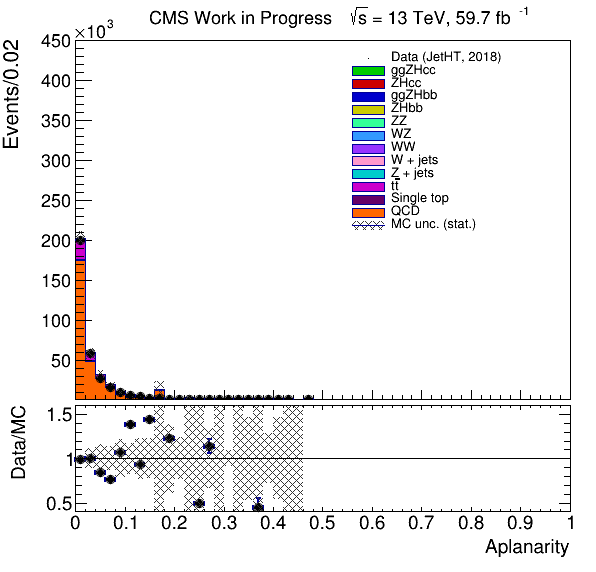 CMS Work in Progress √s = 13 TeV, 59.7 fb⁻¹
×10³
Events/0.02
450
400
350
300
250
200
150
100
50
Data (JetHT, 2018)
ggZHcc
ZHcc
ggZHbb
ZHbb
ZZ
WZ
WW
W + jets
Z + jets
tt̅
Single top
QCD
MC unc. (stat.)
Data/MC
1.5
1
0.5
0 0.1 0.2 0.3 0.4 0.5 0.6 0.7 0.8 0.9 1
Aplanarity